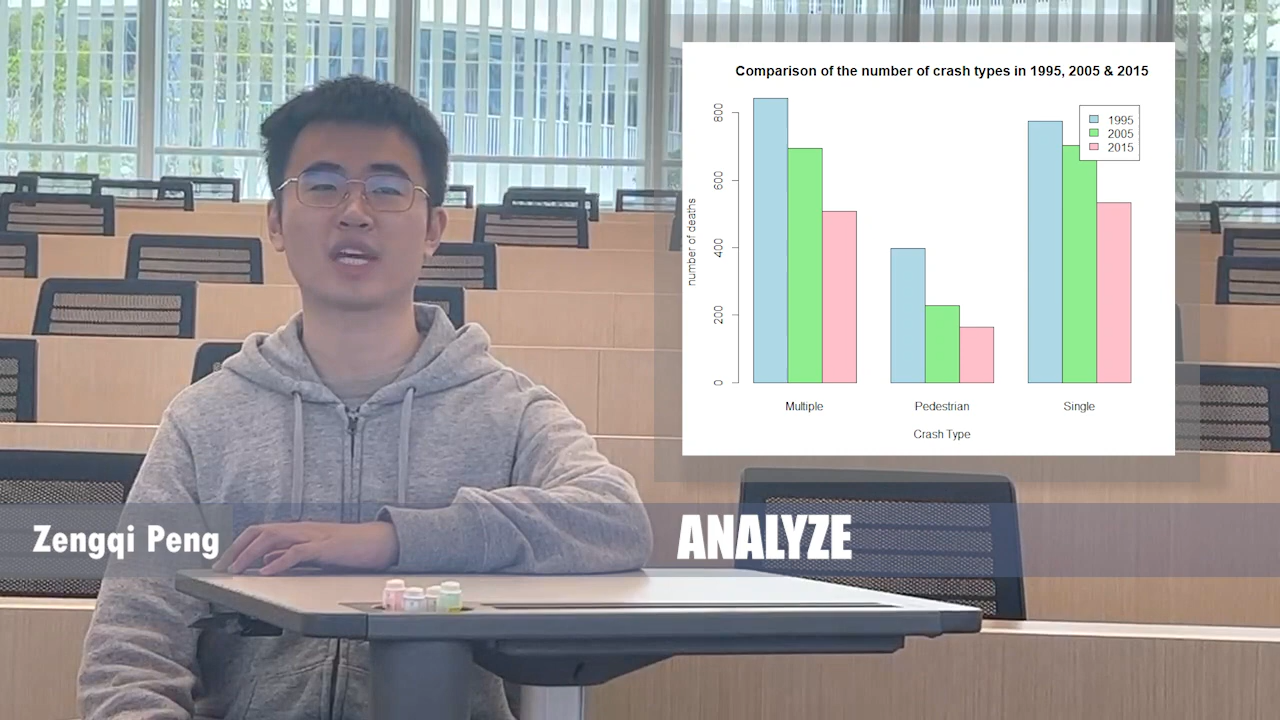 Comparison of the number of crash types in 1995, 2005 & 2015
number of deaths
800
600
400
200
0
1995
2005
2015
Multiple
Pedestrian
Single
Crash Type
Zengqi Peng
ANALYZE